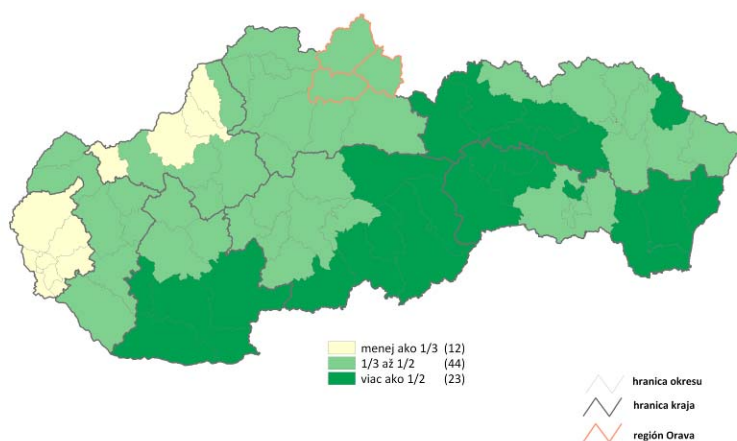 menej ako 1/3 (12)
1/3 až 1/2 (44)
viac ako 1/2 (23)
hranica okresu
hranica kraja
región Orava